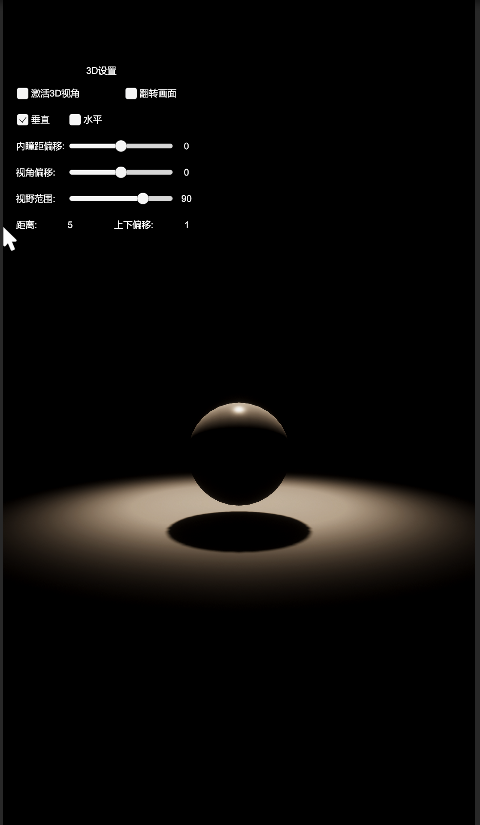 3D设置
激活3D视角 翻转画面
垂直 水平
内瞳距偏移: 0
视角偏移: 0
视野范围: 90
距离: 5 上下偏移: 1